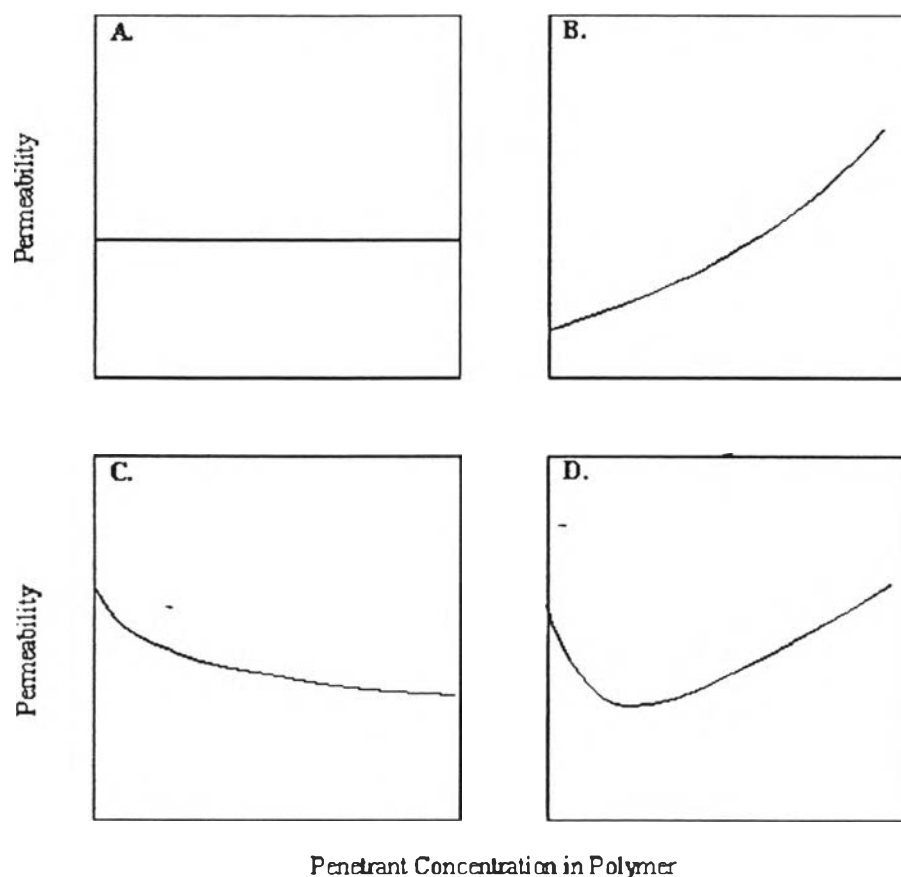 A.
B.
Permeability
C.
D.
Permeability
Penetrant Concentration in Polymer